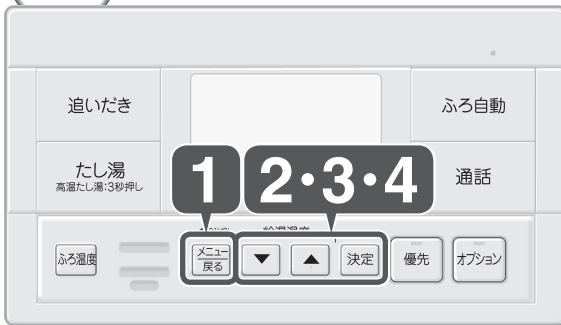 追いだき
ふろ自動
たし湯
高温たし湯:3秒押し
通話
1
2・3・4
ふろ温度
メニュー
戻る
▼
▲
決定
優先
オプション